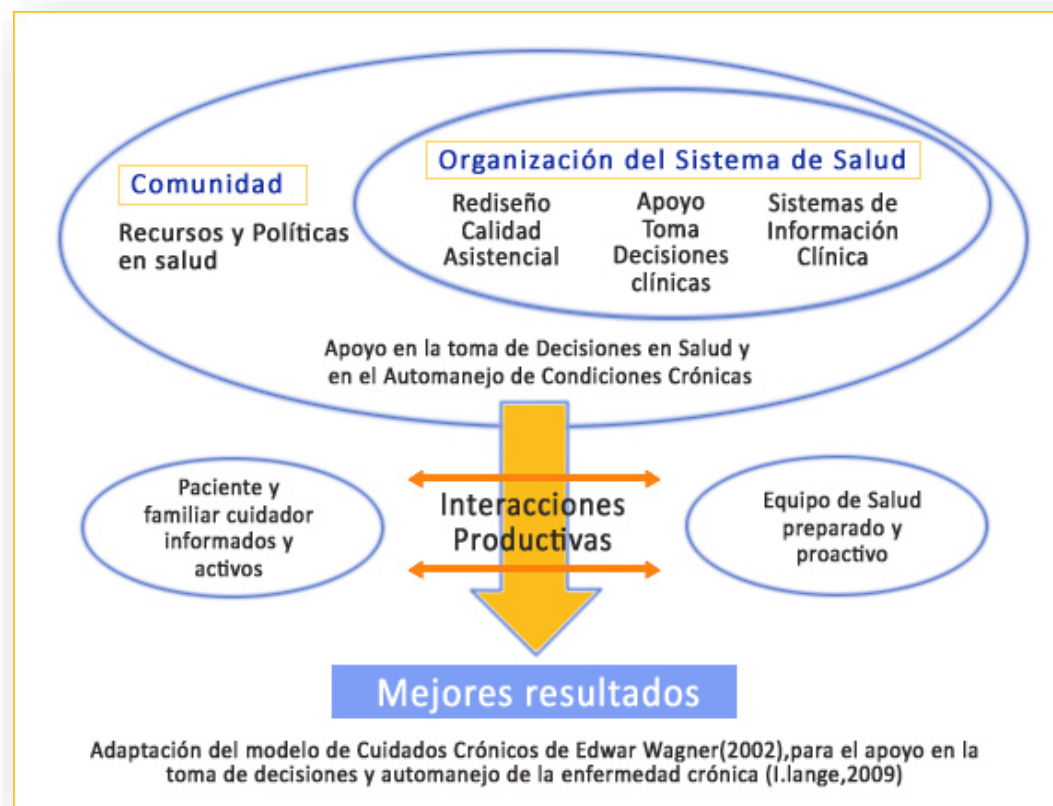 Organización del Sistema de Salud
Comunidad
Recursos y Políticas
en salud
Rediseño
Calidad
Asistencial
Apoyo
Toma
Decisiones
clínicas
Sistemas de
Información
Clínica
Apoyo en la toma de Decisiones en Salud y
en el Automanejo de Condiciones Crónicas
Paciente y
familiar cuidador
informados y
activos
Interacciones
Productivas
Equipo de Salud
preparado y
proactivo
Mejores resultados
Adaptación del modelo de Cuidados Crónicos de Edwar Wagner(2002),para el apoyo en la
toma de decisiones y automanejo de la enfermedad crónica (I.lange,2009)